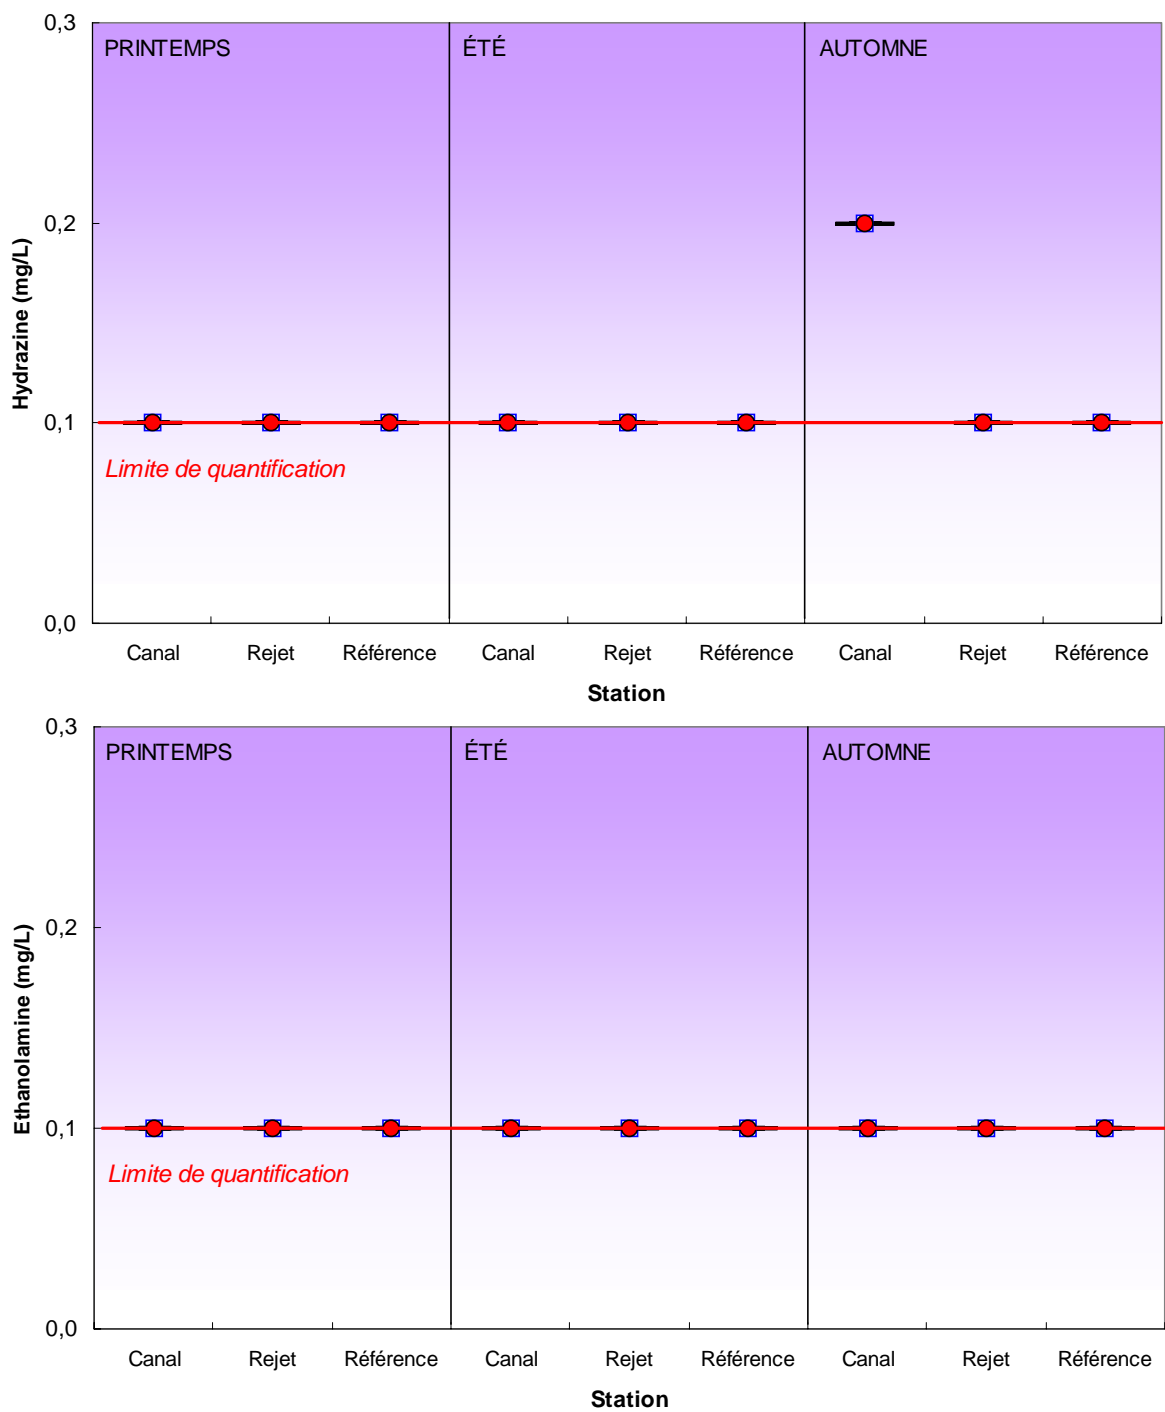 0,3
PRINTEMPS ÉTÉ AUTOMNE
0,2
Hydrazine (mg/L)
0,1
Limite de quantification
0,0
Canal Rejet Référence Canal Rejet Référence Canal Rejet Référence
Station
0,3
PRINTEMPS ÉTÉ AUTOMNE
0,2
Ethanolamine (mg/L)
0,1
Limite de quantification
0,0
Canal Rejet Référence Canal Rejet Référence Canal Rejet Référence
Station